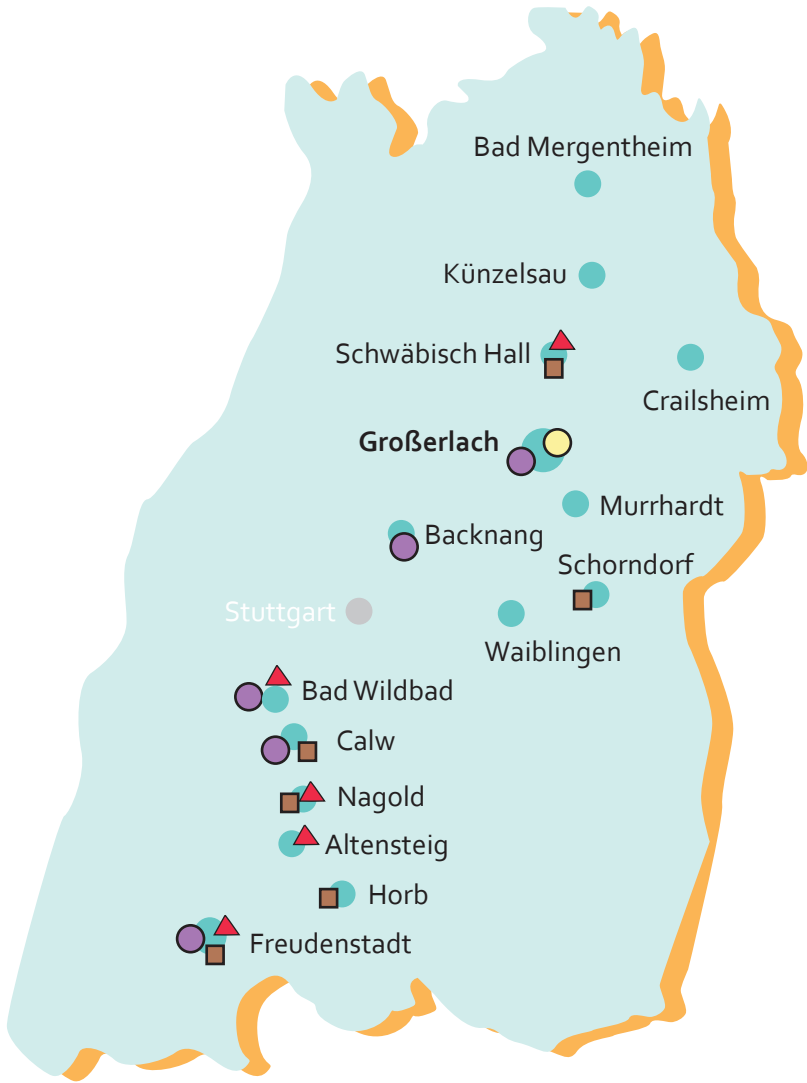 Bad Mergentheim
Künzelsau
Schwäbisch Hall
Crailsheim
Großerlach
Murrhardt
Backnang
Schorndorf
Stuttgart
Waiblingen
Bad Wildbad
Calw
Nagold
Altensteig
Horb
Freudenstadt